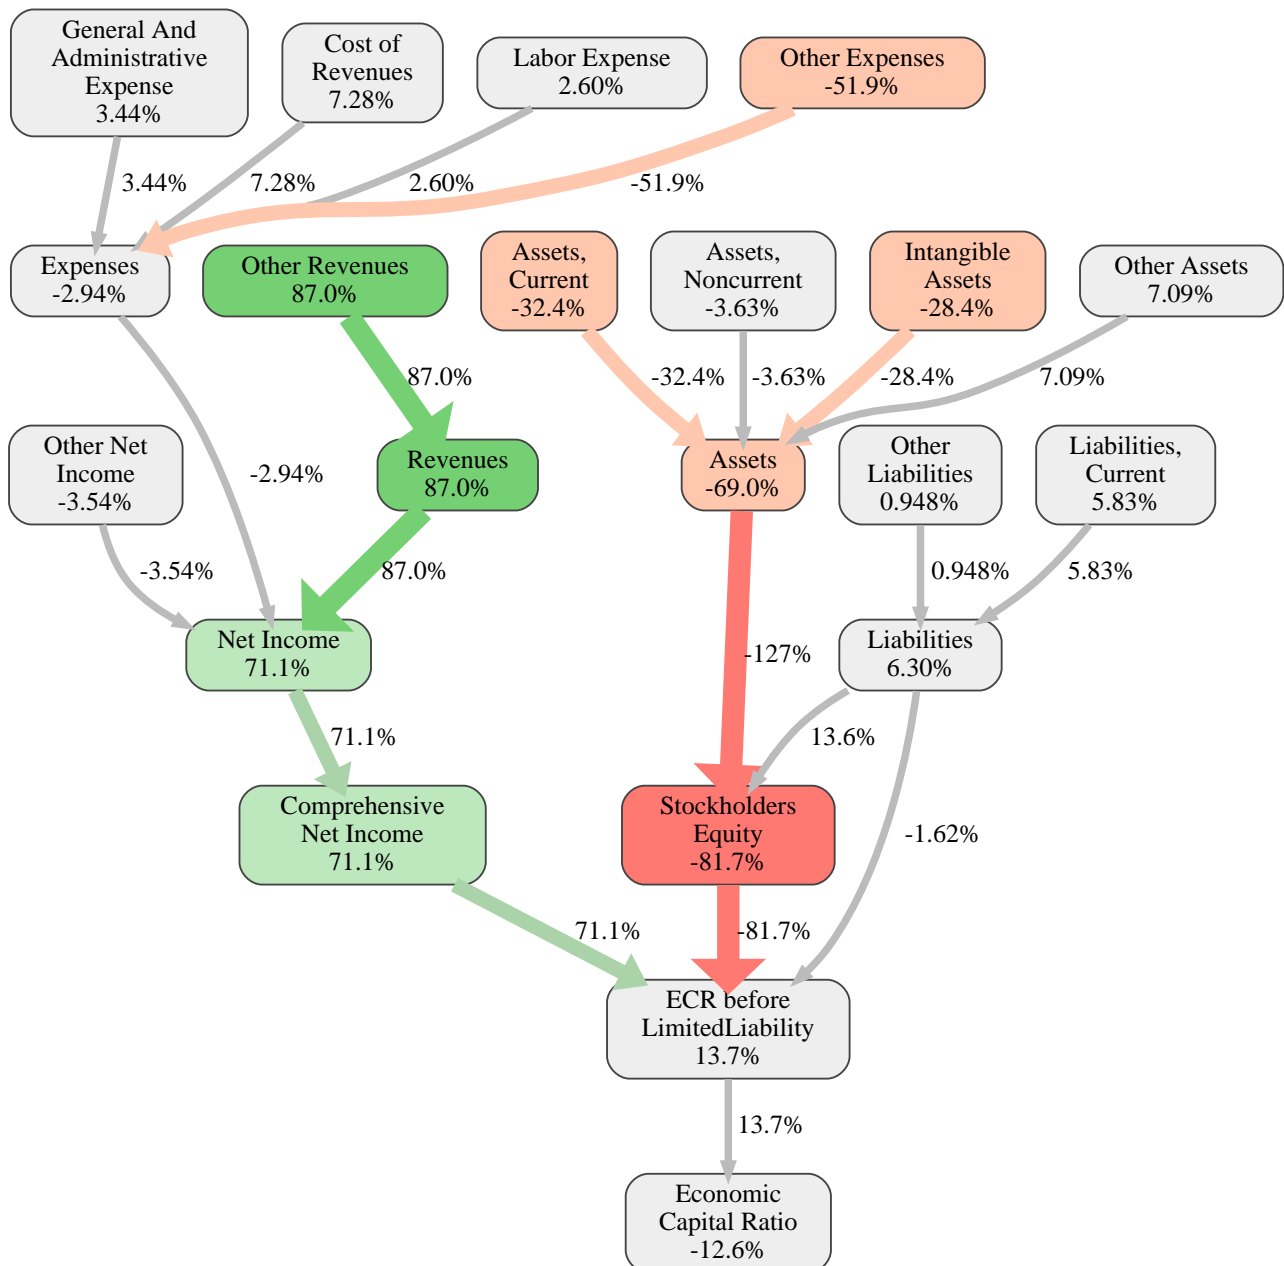 General And
Administrative
Expense
3.44%
Cost of
Revenues
7.28%
Labor Expense
2.60%
Other Expenses
-51.9%
3.44%
7.28%
2.60%
-51.9%
Expenses
-2.94%
Other Revenues
87.0%
Assets,
Current
-32.4%
Assets,
Noncurrent
-3.63%
Intangible
Assets
-28.4%
Other Assets
7.09%
87.0%
-32.4%
-3.63%
-28.4%
7.09%
Other Net
Income
-3.54%
-2.94%
Revenues
87.0%
Assets
-69.0%
Other
Liabilities
0.948%
Liabilities,
Current
5.83%
-3.54%
87.0%
0.948%
5.83%
Net Income
71.1%
-127%
Liabilities
6.30%
71.1%
13.6%
Comprehensive
Net Income
71.1%
Stockholders
Equity
-81.7%
-1.62%
71.1%
-81.7%
ECR before
LimitedLiability
13.7%
13.7%
Economic
Capital Ratio
-12.6%